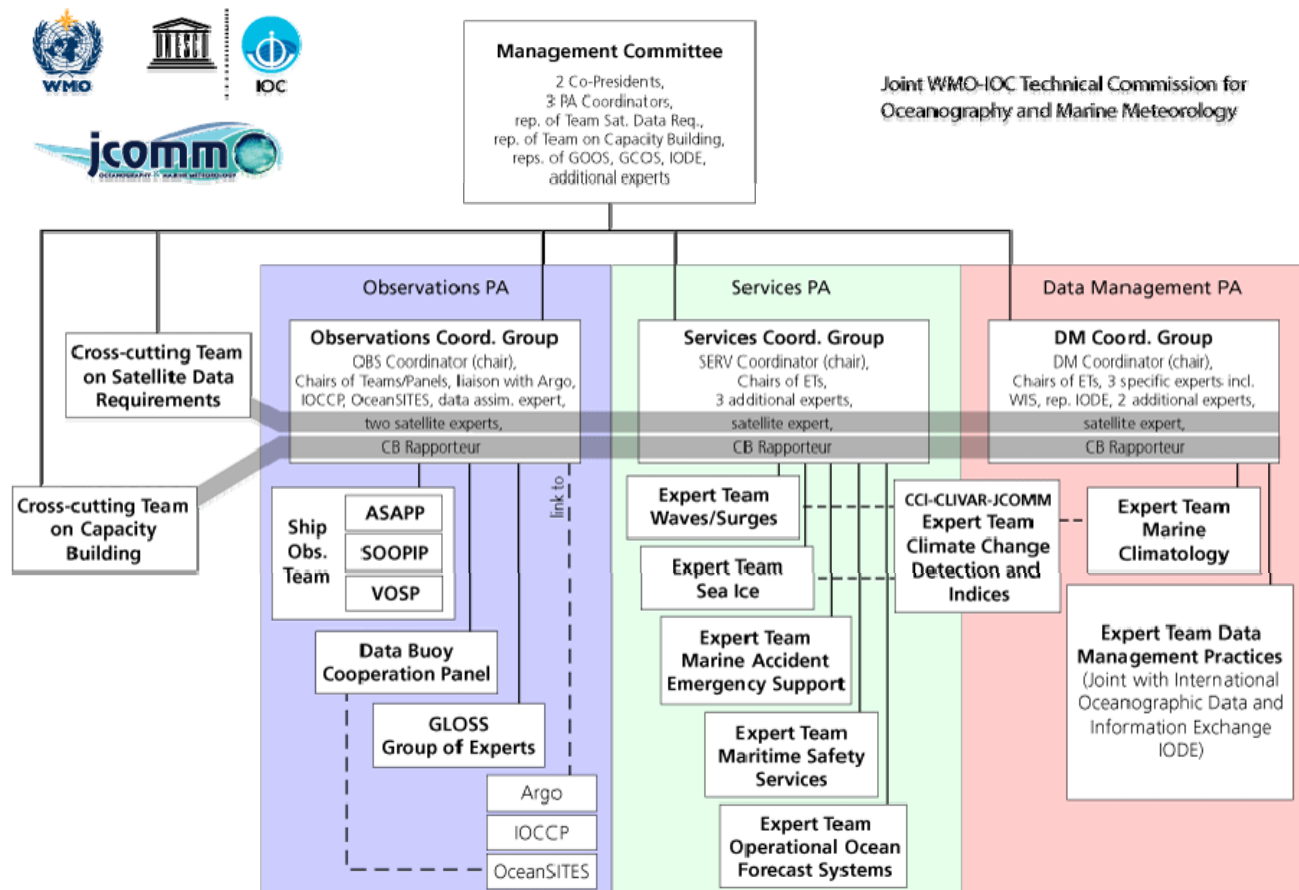 WMO
IOC
jcomm
OCEANOGRAPHY
MARINE METEOROLOGY
Management Committee
2 Co-Presidents,
3 PA Coordinators,
rep. of Team Sat. Data Req.,
rep. of Team on Capacity Building,
reps. of GOOS, GCOS, IODE,
additional experts
Joint WMO-IOC Technical Commission for
Oceanography and Marine Meteorology
Cross-cutting Team
on Satellite Data
Requirements
Cross-cutting Team
on Capacity
Building
Observations PA
Observations Coord. Group
OBS Coordinator (chair),
Chairs of Teams/Panels, liaison with Argo,
IOCCP, OceanSITES, data assim. expert,
two satellite experts,
CB Rapporteur
Ship
Obs.
Team
ASAPP
SOOPIP
VOSP
link to
Data Buoy
Cooperation Panel
GLOSS
Group of Experts
Argo
IOCCP
OceanSITES
Services PA
Services Coord. Group
SERV Coordinator (chair),
Chairs of ETs,
3 additional experts,
satellite expert,
CB Rapporteur
Expert Team
Waves/Surges
Expert Team
Sea Ice
Expert Team
Marine Accident
Emergency Support
Expert Team
Maritime Safety
Services
Expert Team
Operational Ocean
Forecast Systems
CCI-CLIVAR-JCOMM
Expert Team
Climate Change
Detection and
Indices
Data Management PA
DM Coord. Group
DM Coordinator (chair),
Chairs of ETs, 3 specific experts incl.
WIS, rep. IODE, 2 additional experts,
satellite expert,
CB Rapporteur
Expert Team
Marine
Climatology
Expert Team Data
Management Practices
(Joint with International
Oceanographic Data and
Information Exchange
IODE)